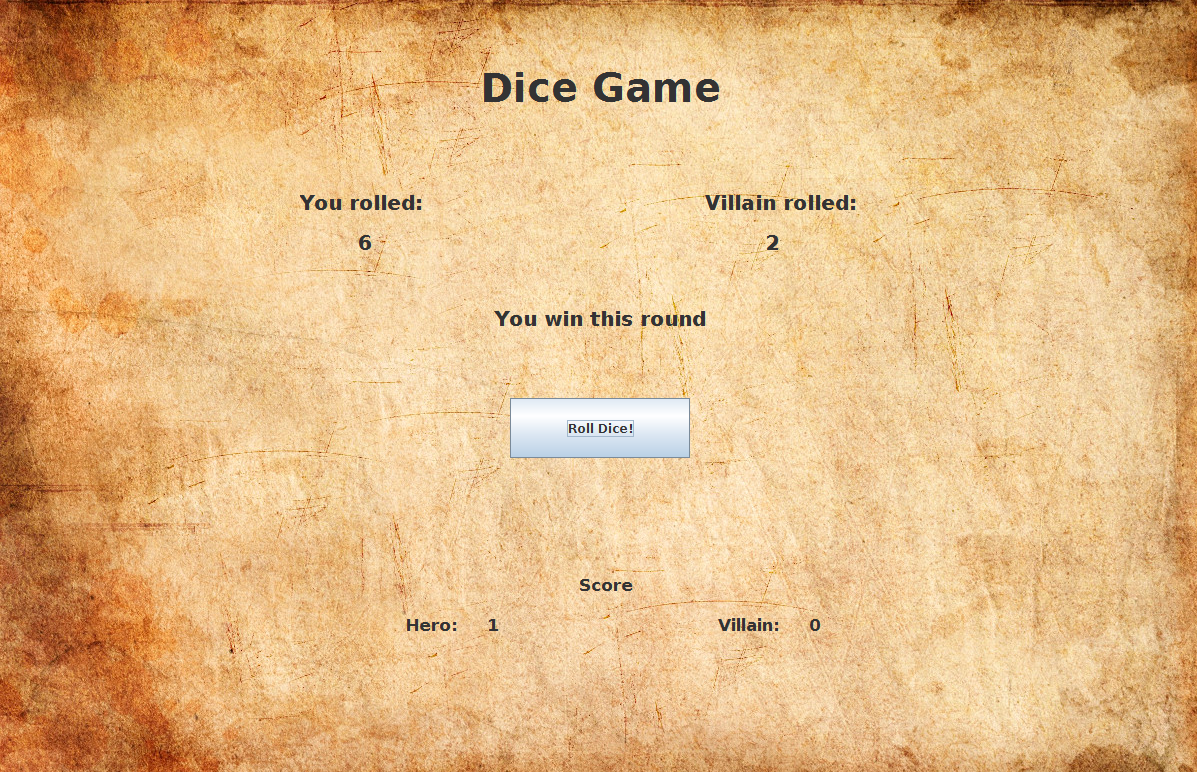 Dice Game
You rolled:
Villain rolled:
6
2
You win this round
Roll Dice!
Score
Hero: 1
Villain: 0